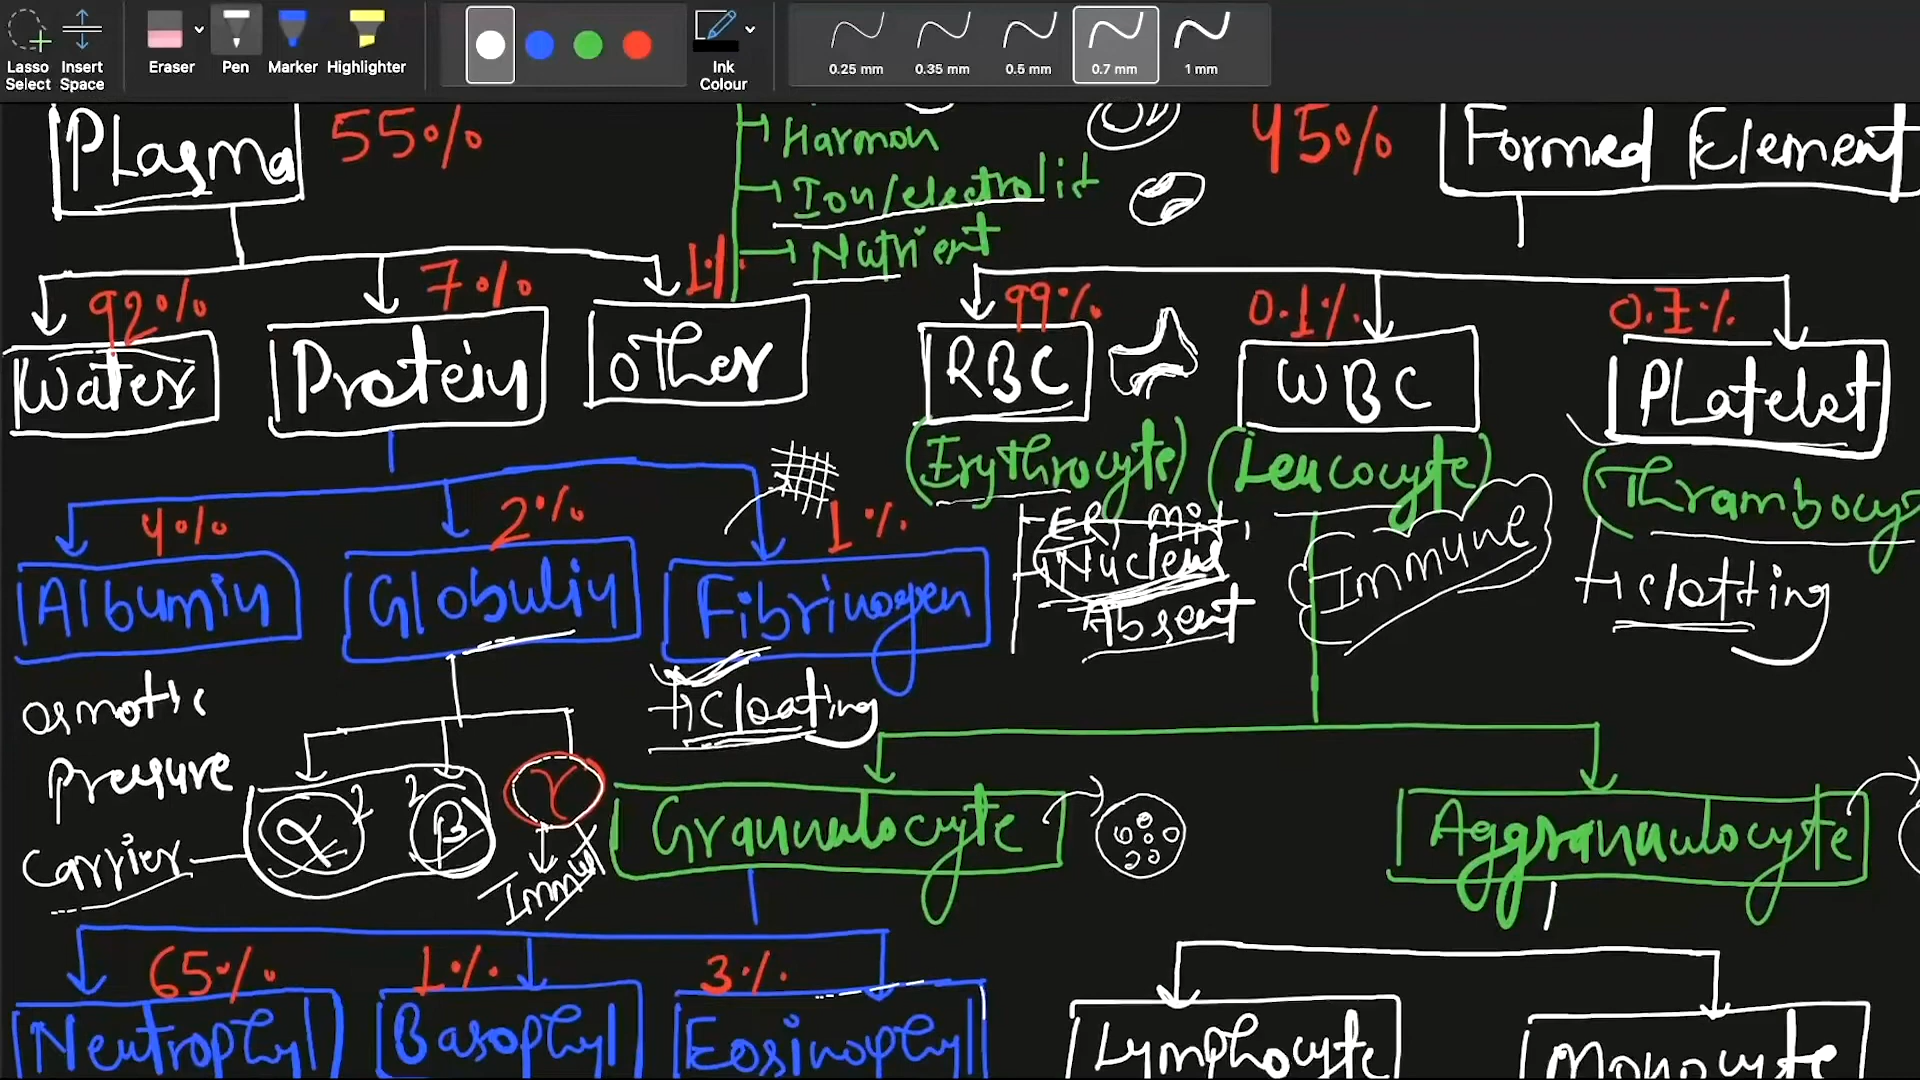 Lasso Select
Insert Space
Eraser
Pen
Marker
Highlighter
Ink Colour
0.25 mm
0.35 mm
0.5 mm
0.7 mm
1 mm
Plasma 55%
Harmon
Ion/electrolit
Nutrient
45% Formed Element
92% 7% 1%
Water Protein other
99% 0.1% 0.7%
RBC WBC Platelet
(Erythrocyte) (Leucocyte) (Thrambocy
ER, Mit,
Nucleus
Absent
Immune
Clotting
4% 2% 1%
Albumin Globulin Fibrinogen
osmotic
Pressure
Carrier
Cloating
α β γ
Immun
Granulocyte Aggranulocyte
65% 1% 3%
Neutrophyl Basophyl Eosinophyl
Lymphocyte Monocyte